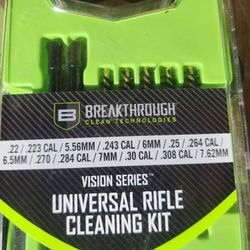 B BREAKTHROUGH
CLEAN TECHNOLOGIES™
.22 / .223 CAL / 5.56MM / .243 CAL / 6MM / .25 / .264 CAL /
6.5MM / .270 / .284 CAL / 7MM / .30 CAL / .308 CAL / 7.62MM
VISION SERIES™
UNIVERSAL RIFLE
CLEANING KIT